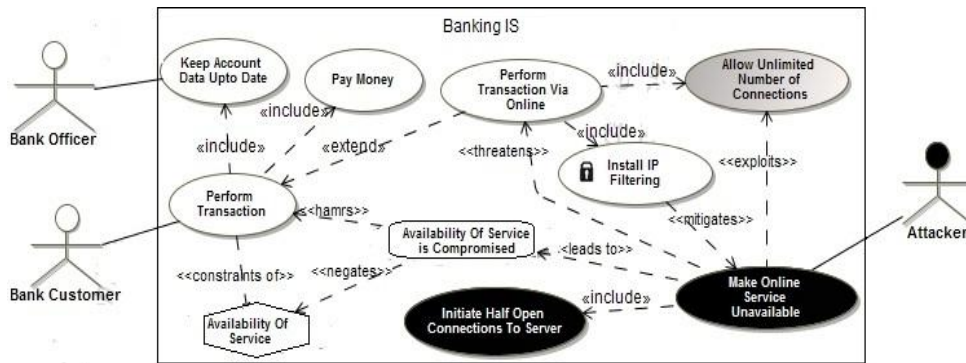 Banking IS
Keep Account
Data Upto Date
Pay Money
Perform
Transaction Via
Online
«include»
Allow Unlimited
Number of
Connections
Bank Officer
«include»
«include»
«extend»
«include»
<<threatens>>
<<exploits>>
Install IP
Filtering
Perform
Transaction
<<hamrs>>
<<mitigates>>
Attacker
Availability Of Service
is Compromised
<leads to>
Bank Customer
<<constraints of>
<negates>
Make Online
Service
Unavailable
«include»
Initiate Half Open
Connections To Server
Availability Of
Service